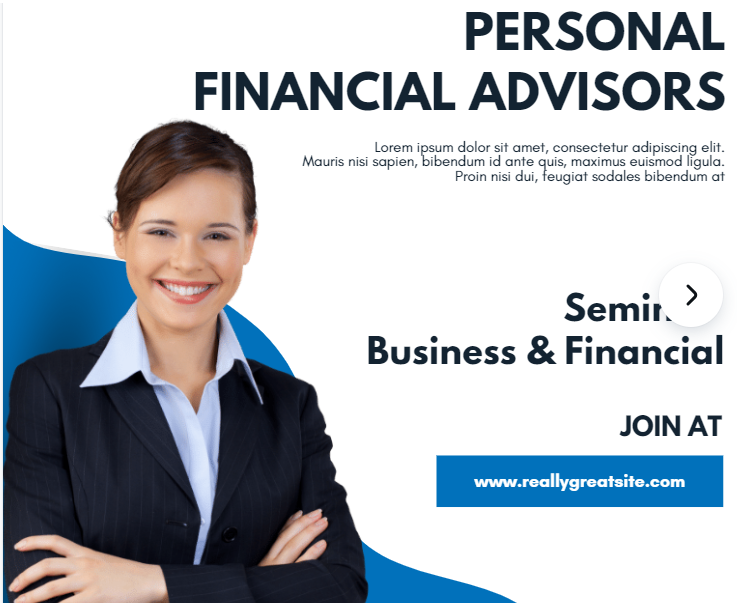 PERSONAL
FINANCIAL ADVISORS
Lorem ipsum dolor sit amet, consectetur adipiscing elit.
Mauris nisi sapien, bibendum id ante quis, maximus euismod ligula.
Proin nisi dui, feugiat sodales bibendum at
Business & Financial
JOIN AT
www.reallygreatsite.com